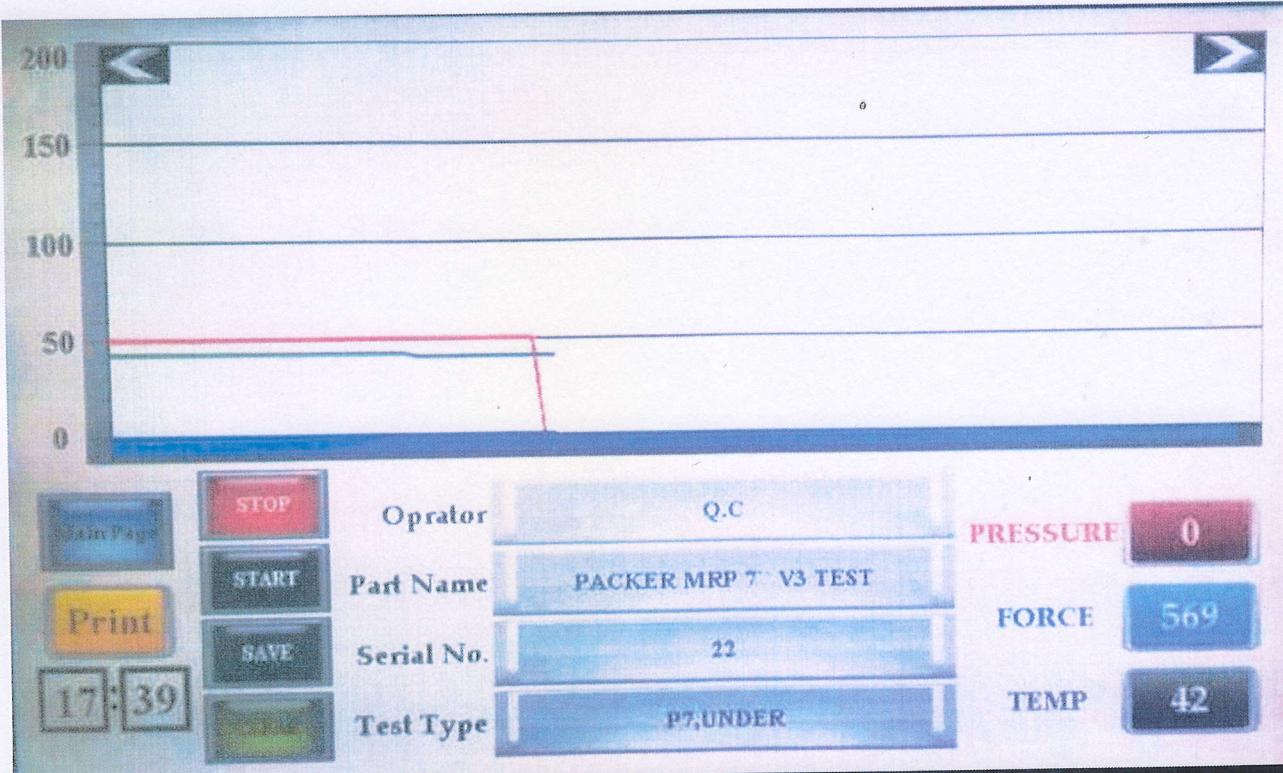 200
150
100
50
0
Main Page
STOP
START
SAVE
Print
17:39
Oprator
Q.C
Part Name
PACKER MRP 7`` V3 TEST
Serial No.
22
Test Type
P7,UNDER
PRESSURE
0
FORCE
569
TEMP
42